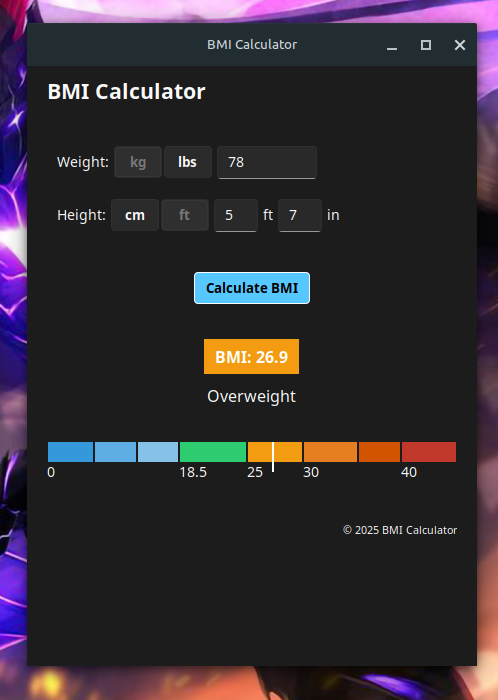 BMI Calculator
BMI Calculator
Weight: kg lbs 78
Height: cm ft 5 ft 7 in
Calculate BMI
BMI: 26.9
Overweight
0 18.5 25 30 40
© 2025 BMI Calculator